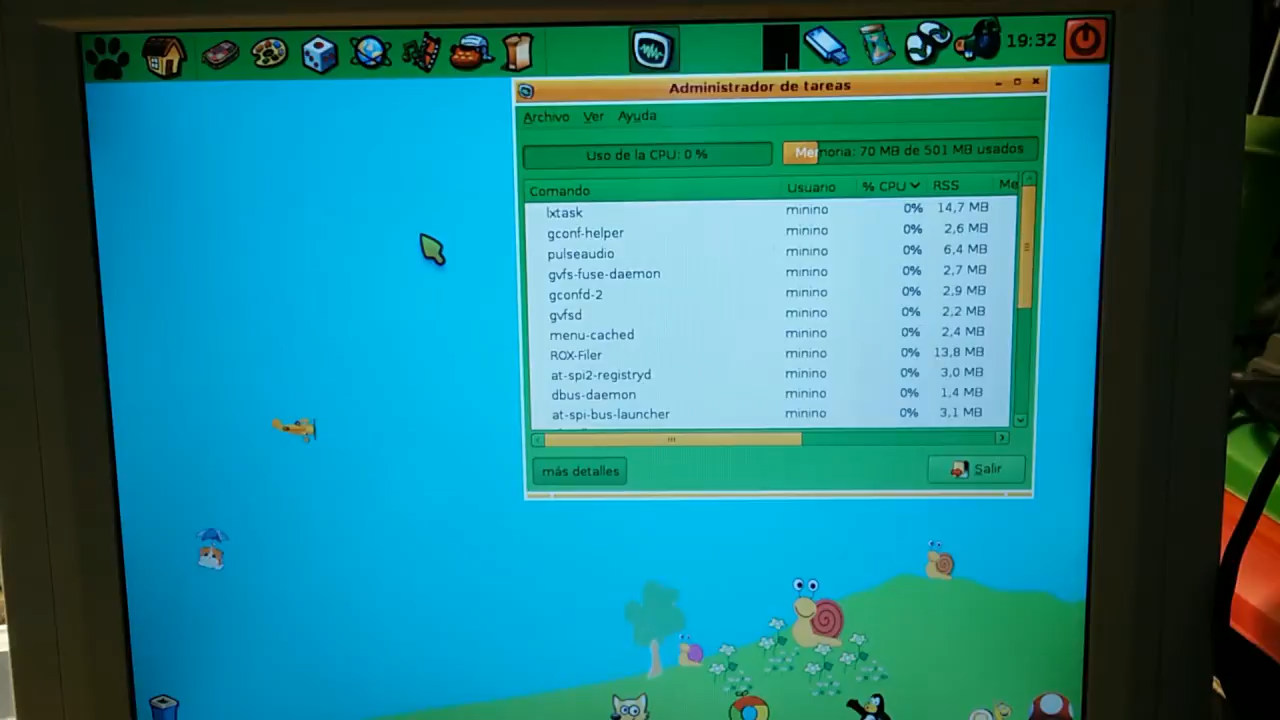 19:32
Administrador de tareas
Archivo Ver Ayuda
Uso de la CPU: 0 % Memoria: 70 MB de 501 MB usados
Comando Usuario % CPU RSS Me
lxtask minino 0% 14,7 MB
gconf-helper minino 0% 2,6 MB
pulseaudio minino 0% 6,4 MB
gvfs-fuse-daemon minino 0% 2,7 MB
gconfd-2 minino 0% 2,9 MB
gvfsd minino 0% 2,2 MB
menu-cached minino 0% 2,4 MB
ROX-Filer minino 0% 13,8 MB
at-spi2-registryd minino 0% 3,0 MB
dbus-daemon minino 0% 1,4 MB
at-spi-bus-launcher minino 0% 3,1 MB
más detalles Salir